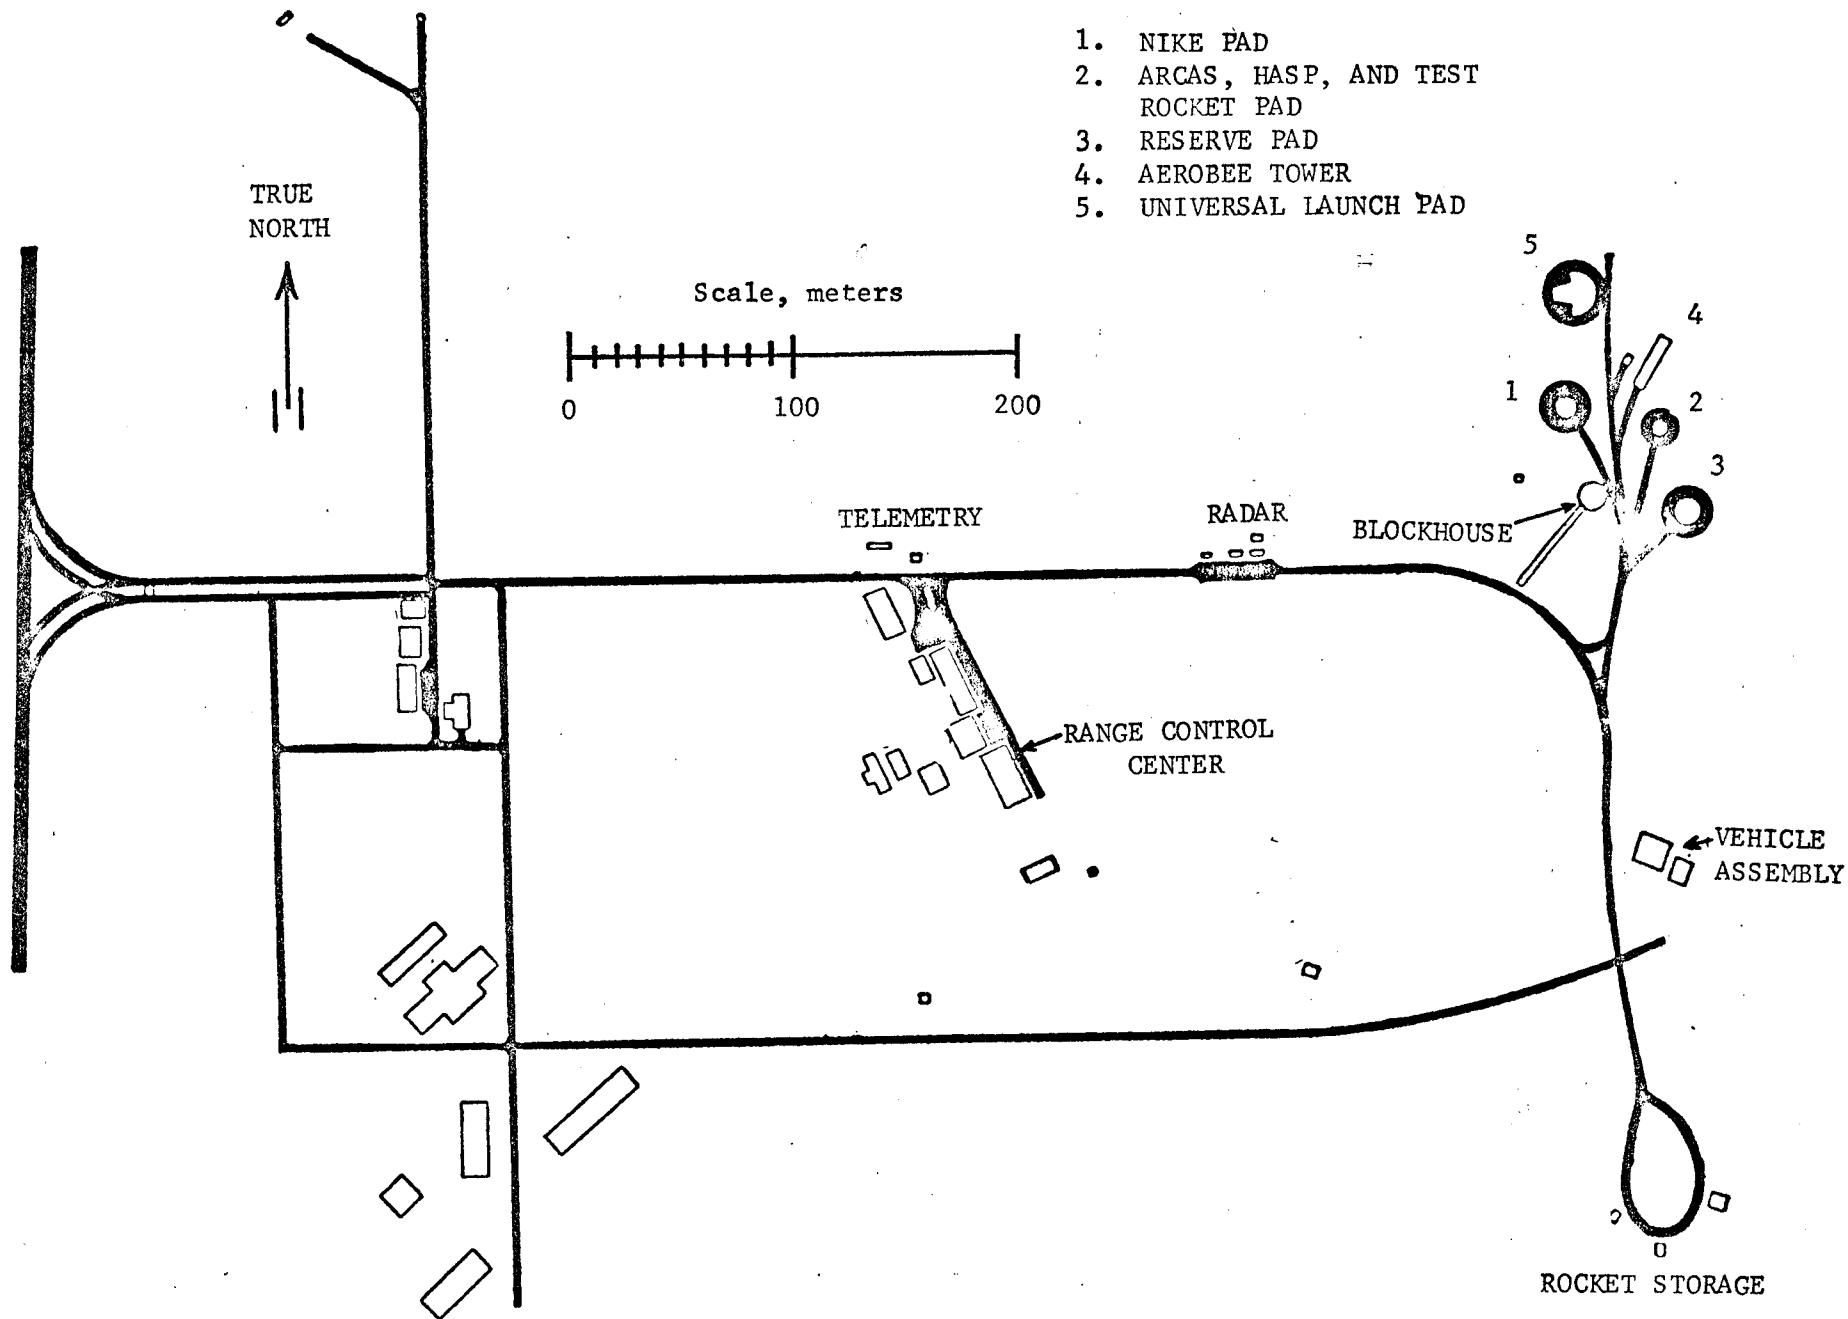 1. NIKE PAD
2. ARCAS, HASP, AND TEST
ROCKET PAD
3. RESERVE PAD
4. AEROBEE TOWER
5. UNIVERSAL LAUNCH PAD
TRUE
NORTH
Scale, meters
0 100 200
5
4
1
2
3
TELEMETRY
RADAR
BLOCKHOUSE
RANGE CONTROL
CENTER
VEHICLE
ASSEMBLY
ROCKET STORAGE